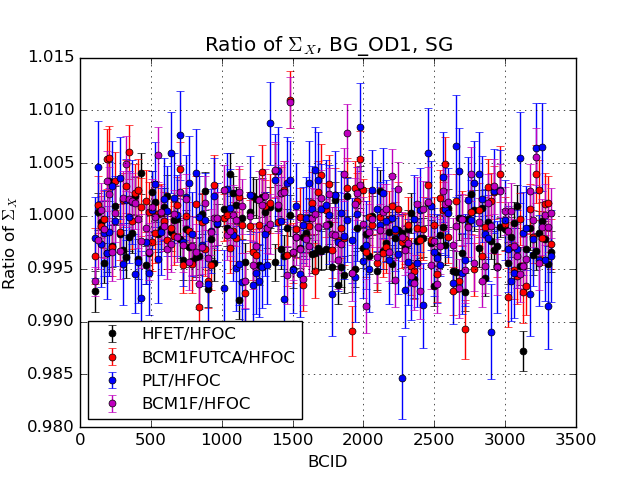 Ratio of Σ_X, BG_OD1, SG
1.015
1.010
1.005
1.000
0.995
0.990
0.985
0.980
Ratio of Σ_X
HFET/HFOC
BCM1FUTCA/HFOC
PLT/HFOC
BCM1F/HFOC
0 500 1000 1500 2000 2500 3000 3500
BCID